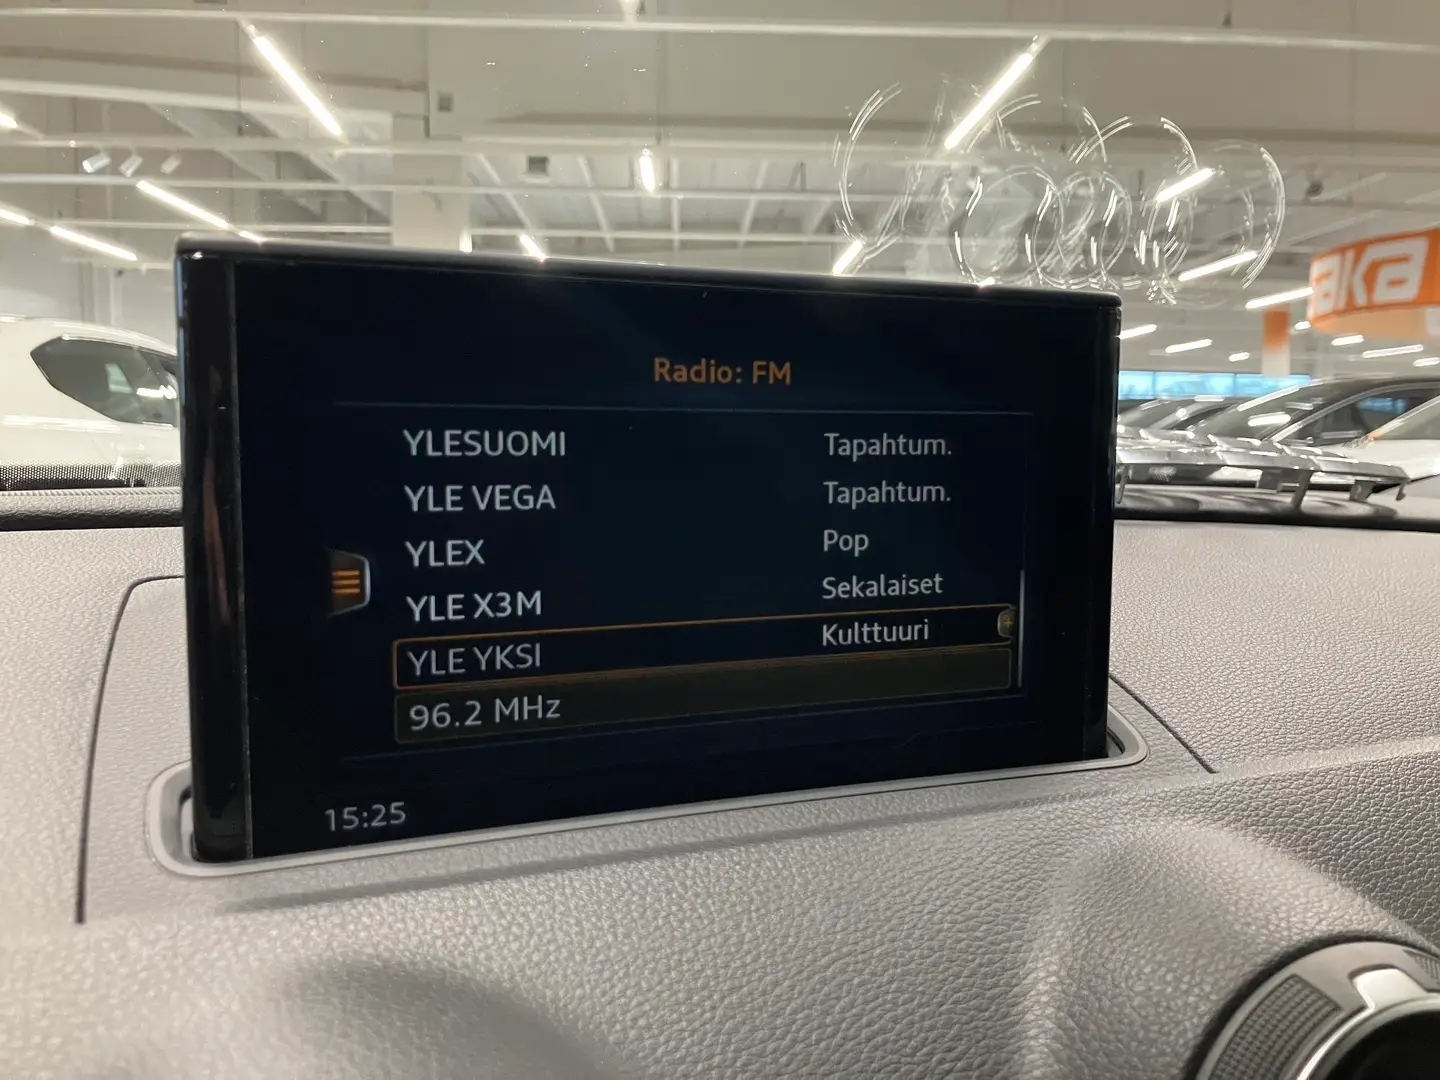 Radio: FM
YLESUOMI Tapahtum.
YLE VEGA Tapahtum.
YLEX Pop
YLE X3M Sekalaiset
YLE YKSI Kulttuuri
96.2 MHz
15:25
aka